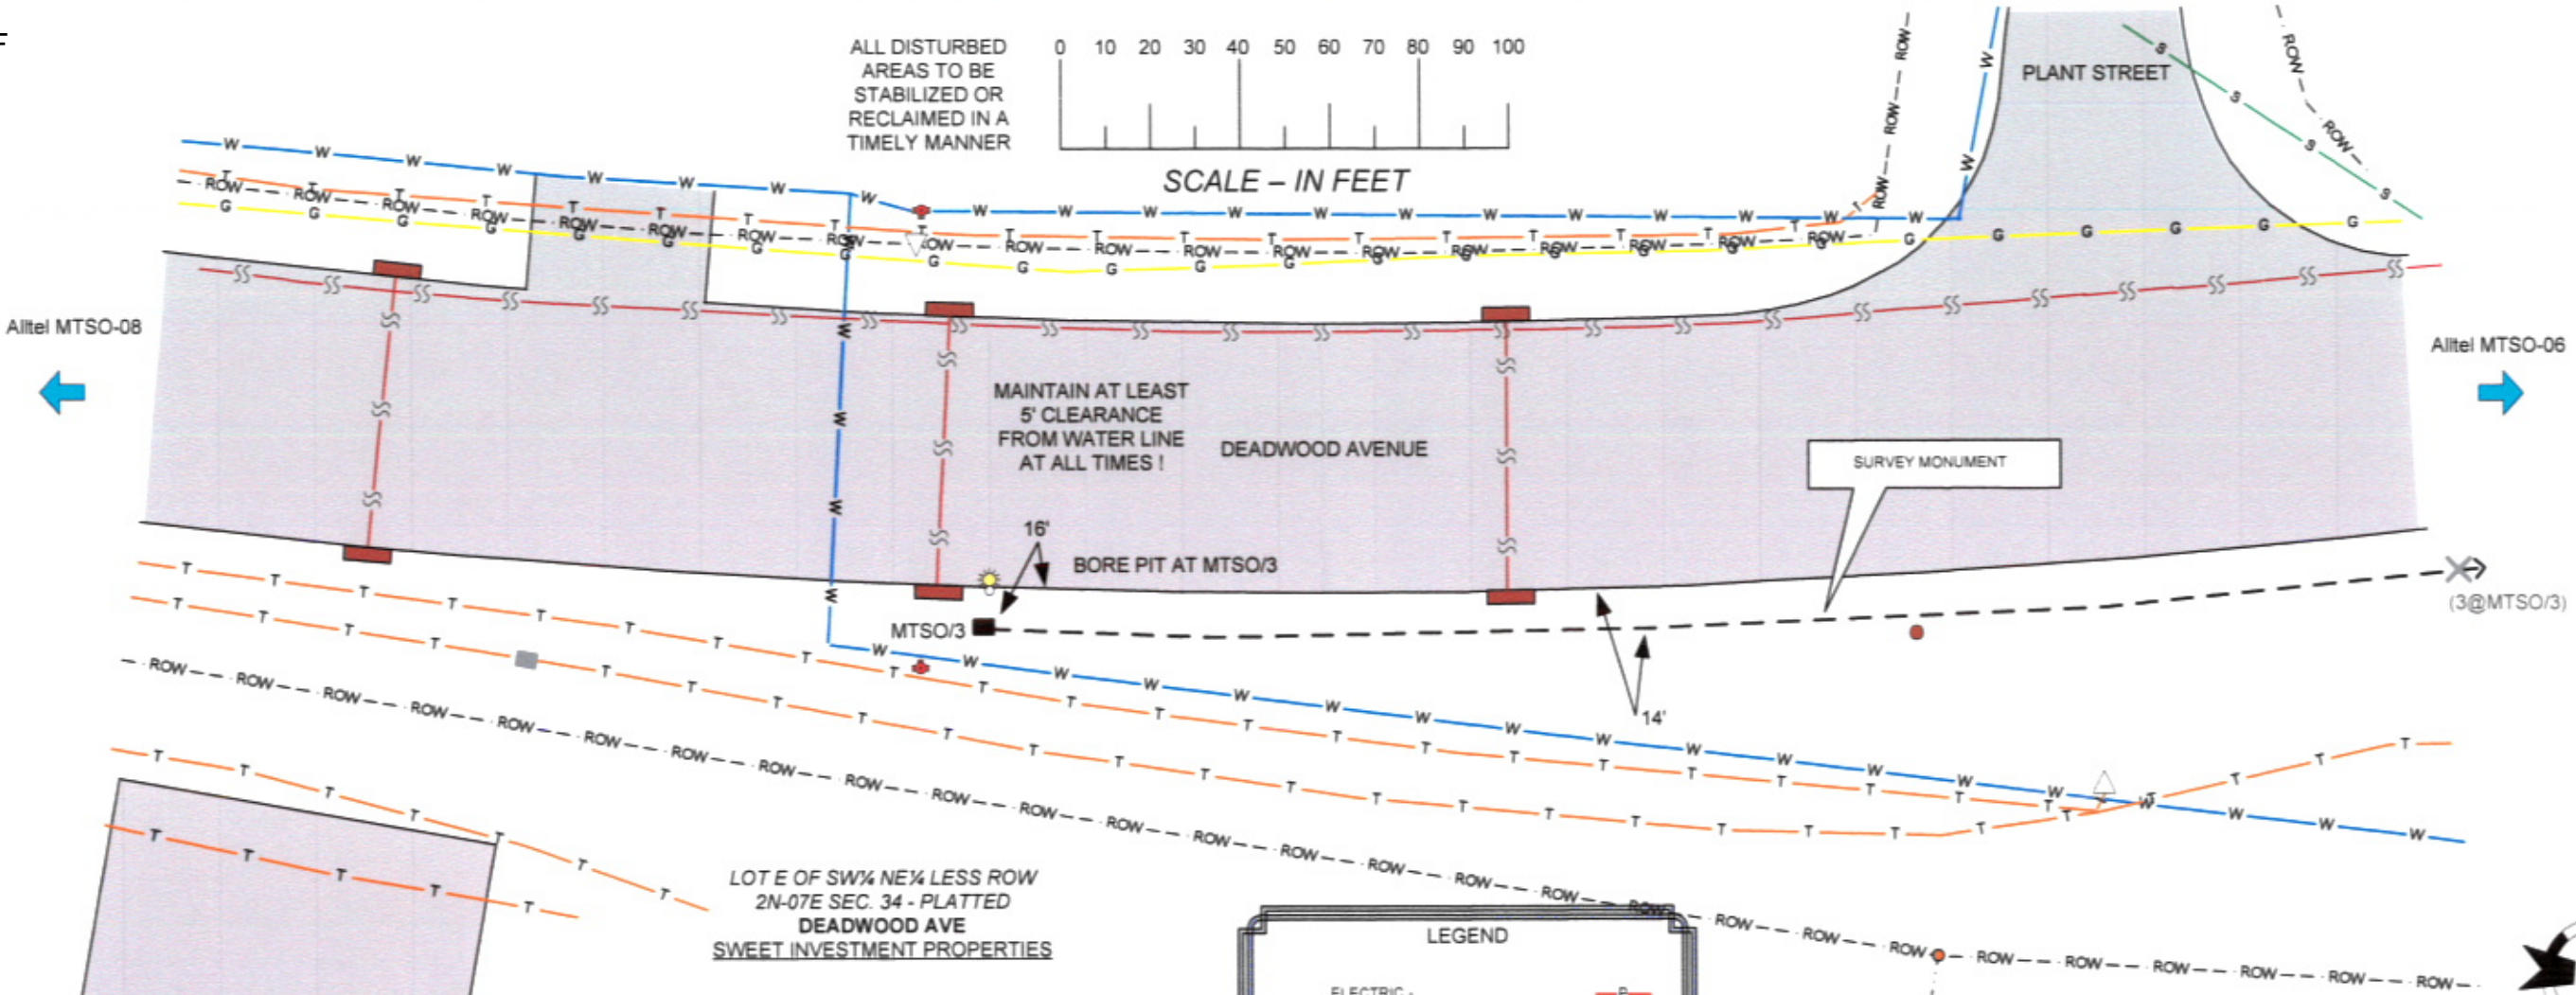 ALL DISTURBED
AREAS TO BE
STABILIZED OR
RECLAIMED IN A
TIMELY MANNER
0 10 20 30 40 50 60 70 80 90 100
SCALE – IN FEET
PLANT STREET
Alltel MTSO-08
Alltel MTSO-06
MAINTAIN AT LEAST
5' CLEARANCE
FROM WATER LINE
AT ALL TIMES !
DEADWOOD AVENUE
SURVEY MONUMENT
16'
BORE PIT AT MTSO/3
MTSO/3
(3@MTSO/3)
14'
LOT E OF SW¼ NE¼ LESS ROW
2N-07E SEC. 34 - PLATTED
DEADWOOD AVE
SWEET INVESTMENT PROPERTIES
LEGEND